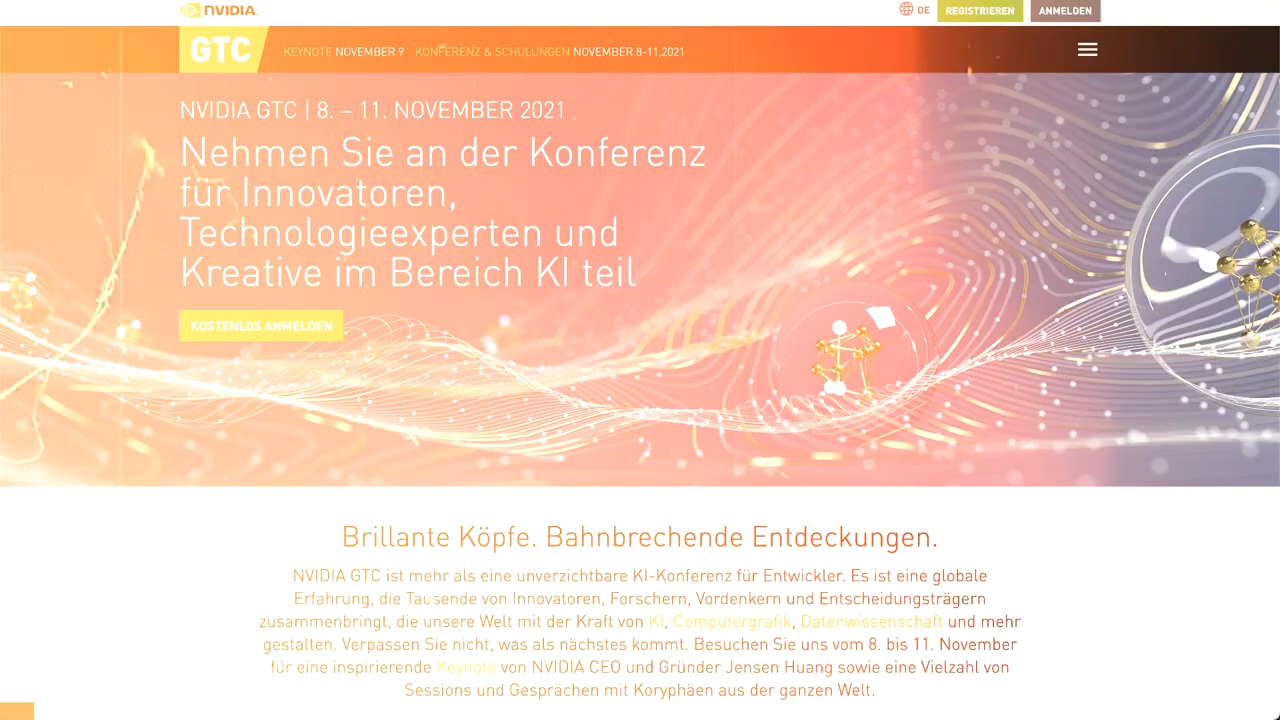 NVIDIA.
DE REGISTRIEREN ANMELDEN
GTC KEYNOTE NOVEMBER 9 KONFERENZ & SCHULUNGEN NOVEMBER 8-11,2021
NVIDIA GTC | 8. – 11. NOVEMBER 2021
Nehmen Sie an der Konferenz
für Innovatoren,
Technologieexperten und
Kreative im Bereich KI teil
KOSTENLOS ANMELDEN
Brillante Köpfe. Bahnbrechende Entdeckungen.
NVIDIA GTC ist mehr als eine unverzichtbare KI-Konferenz für Entwickler. Es ist eine globale
Erfahrung, die Tausende von Innovatoren, Forschern, Vordenkern und Entscheidungsträgern
zusammenbringt, die unsere Welt mit der Kraft von KI, Computergrafik, Datenwissenschaft und mehr
gestalten. Verpassen Sie nicht, was als nächstes kommt. Besuchen Sie uns vom 8. bis 11. November
für eine inspirierende Keynote von NVIDIA CEO und Gründer Jensen Huang sowie eine Vielzahl von
Sessions und Gesprächen mit Koryphäen aus der ganzen Welt.